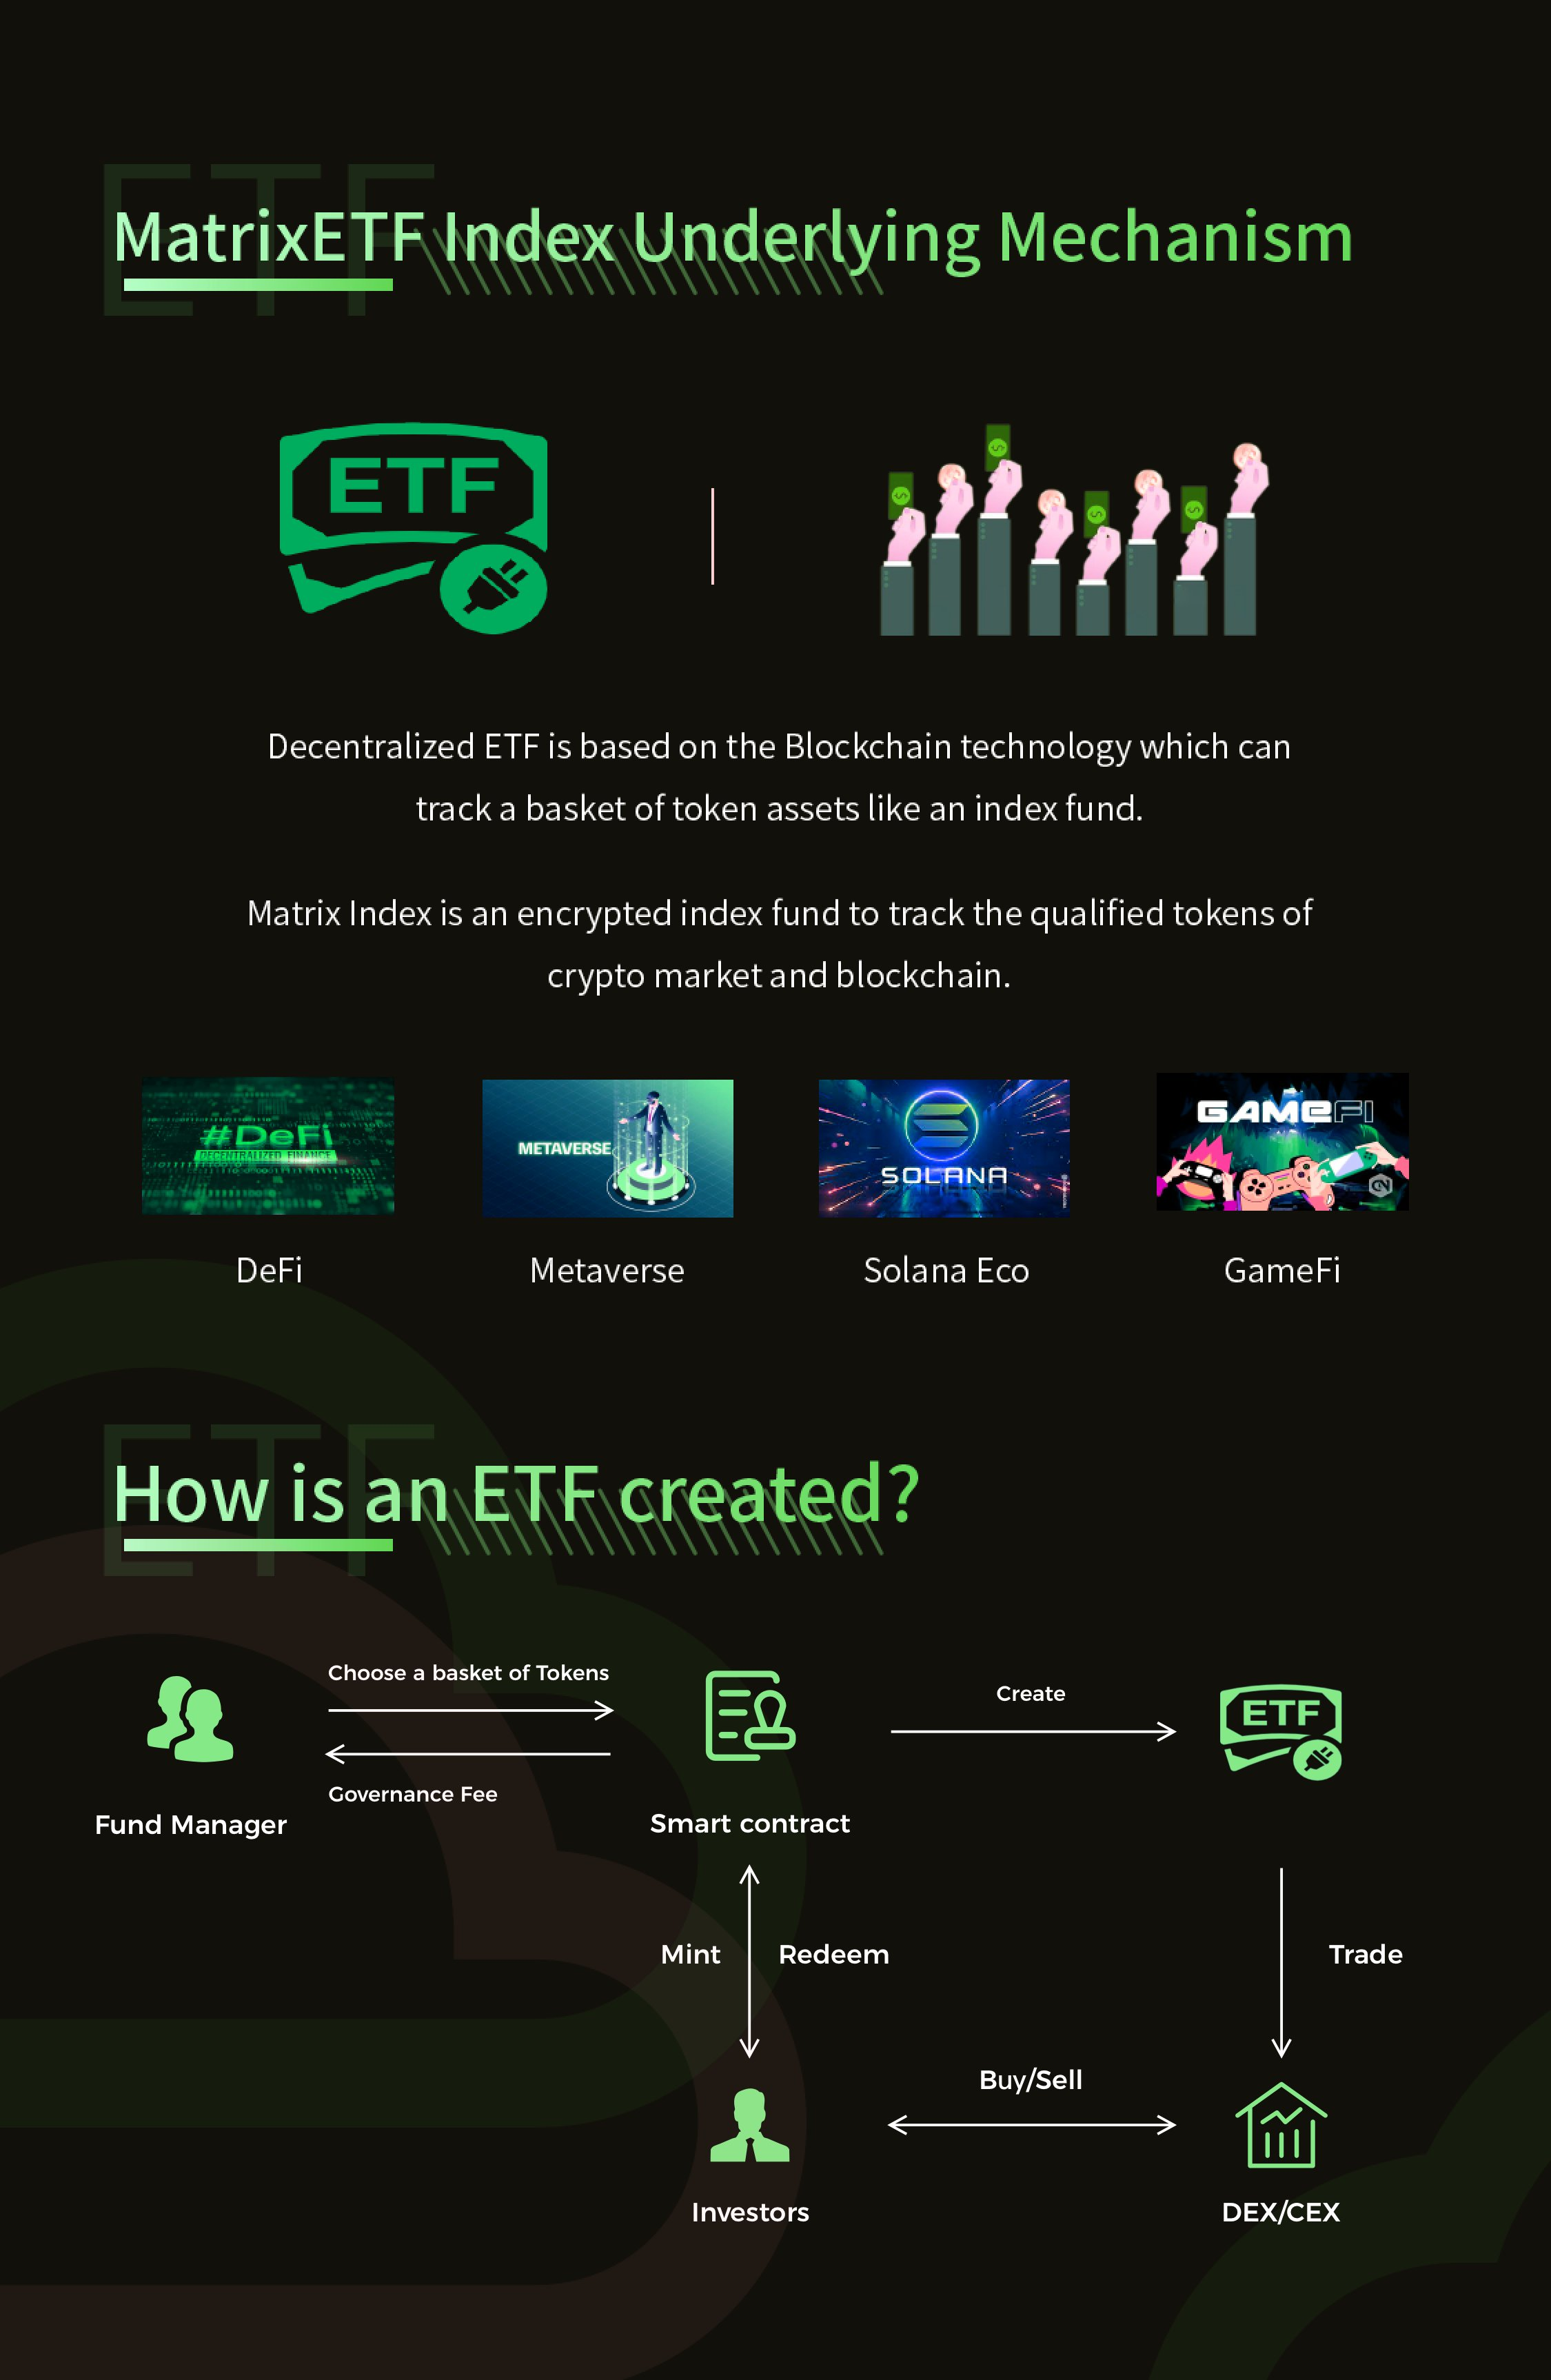 ETF
MatrixETF Index Underlying Mechanism
ETF
Decentralized ETF is based on the Blockchain technology which can
track a basket of token assets like an index fund.
Matrix Index is an encrypted index fund to track the qualified tokens of
crypto market and blockchain.
#DeFi
DECENTRALIZED FINANCE
METAVERSE
SOLANA
GAMEFI
DeFi
Metaverse
Solana Eco
GameFi
ETF
How is an ETF created?
Choose a basket of Tokens
Governance Fee
Fund Manager
Smart contract
Create
ETF
Mint
Redeem
Trade
Buy/Sell
Investors
DEX/CEX